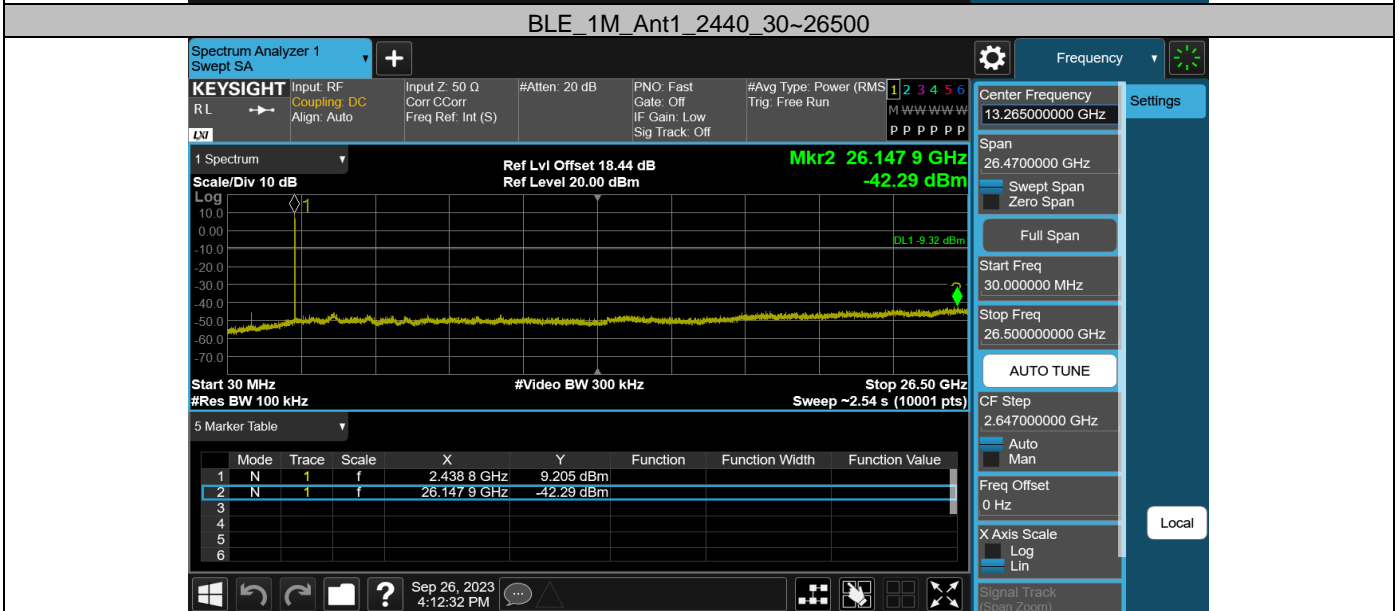 BLE_1M_Ant1_2440_30~26500
Spectrum Analyzer 1
Swept SA
+
Frequency
KEYSIGHT
RL
LXI
Input: RF
Coupling: DC
Align: Auto
Input Z: 50 Ω
Corr CCorr
Freq Ref: Int (S)
#Atten: 20 dB
PNO: Fast
Gate: Off
IF Gain: Low
Sig Track: Off
#Avg Type: Power (RMS
Trig: Free Run
1 2 3 4 5 6
M W W W W W
P P P P P P
1 Spectrum
Scale/Div 10 dB
Ref Lvl Offset 18.44 dB
Ref Level 20.00 dBm
Mkr2 26.147 9 GHz
-42.29 dBm
Log
10.0
0.00
-10.0
-20.0
-30.0
-40.0
-50.0
-60.0
-70.0
1
DL1 -9.32 dBm
2
Start 30 MHz
#Video BW 300 kHz
Stop 26.50 GHz
#Res BW 100 kHz
Sweep ~2.54 s (10001 pts)
5 Marker Table
Mode Trace Scale X Y Function Function Width Function Value
1 N 1 f 2.438 8 GHz 9.205 dBm
2 N 1 f 26.147 9 GHz -42.29 dBm
3
4
5
6
?
Sep 26, 2023
4:12:32 PM
Center Frequency
13.265000000 GHz
Settings
Span
26.4700000 GHz
Swept Span
Zero Span
Full Span
Start Freq
30.000000 MHz
Stop Freq
26.500000000 GHz
AUTO TUNE
CF Step
2.647000000 GHz
Auto
Man
Freq Offset
0 Hz
Local
X Axis Scale
Log
Lin
Signal Track
(Span Zoom)